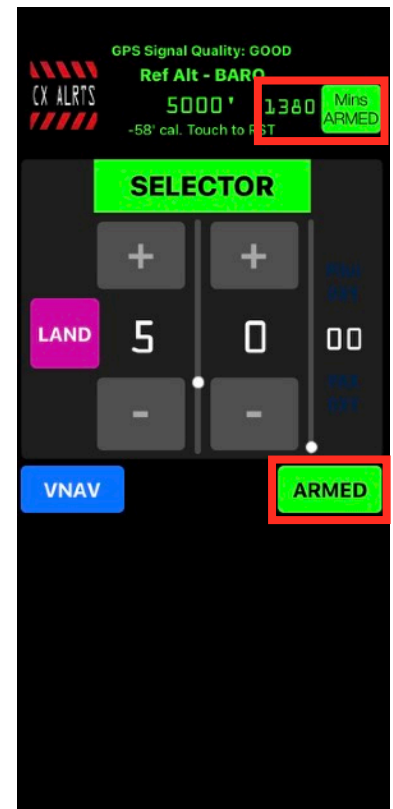 GPS Signal Quality: GOOD
Ref Alt - BARO
CX ALRTS
5000 '
1380
Mins
ARMED
-58' cal. Touch to RST
SELECTOR
+ +
LAND
5 0 00
- -
VNAV
ARMED